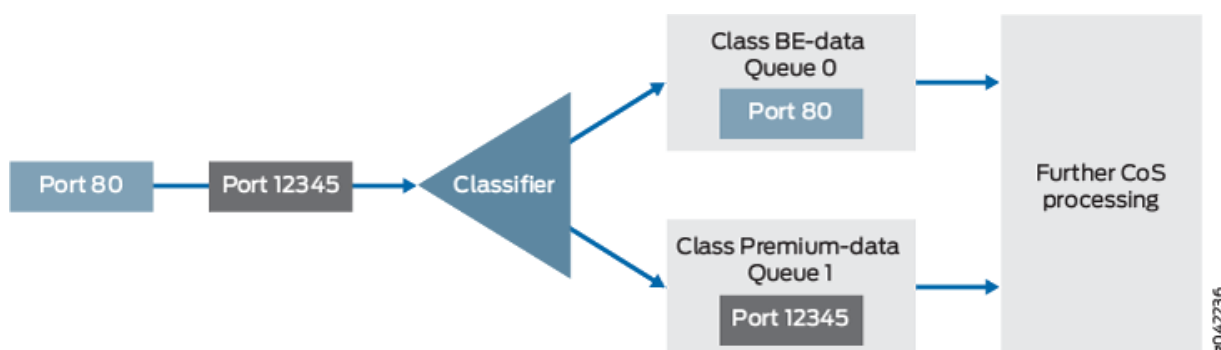 Class BE-data
Queue 0
Port 80
Port 80
Port 12345
Classifier
Further CoS
processing
Class Premium-data
Queue 1
Port 12345
g042236